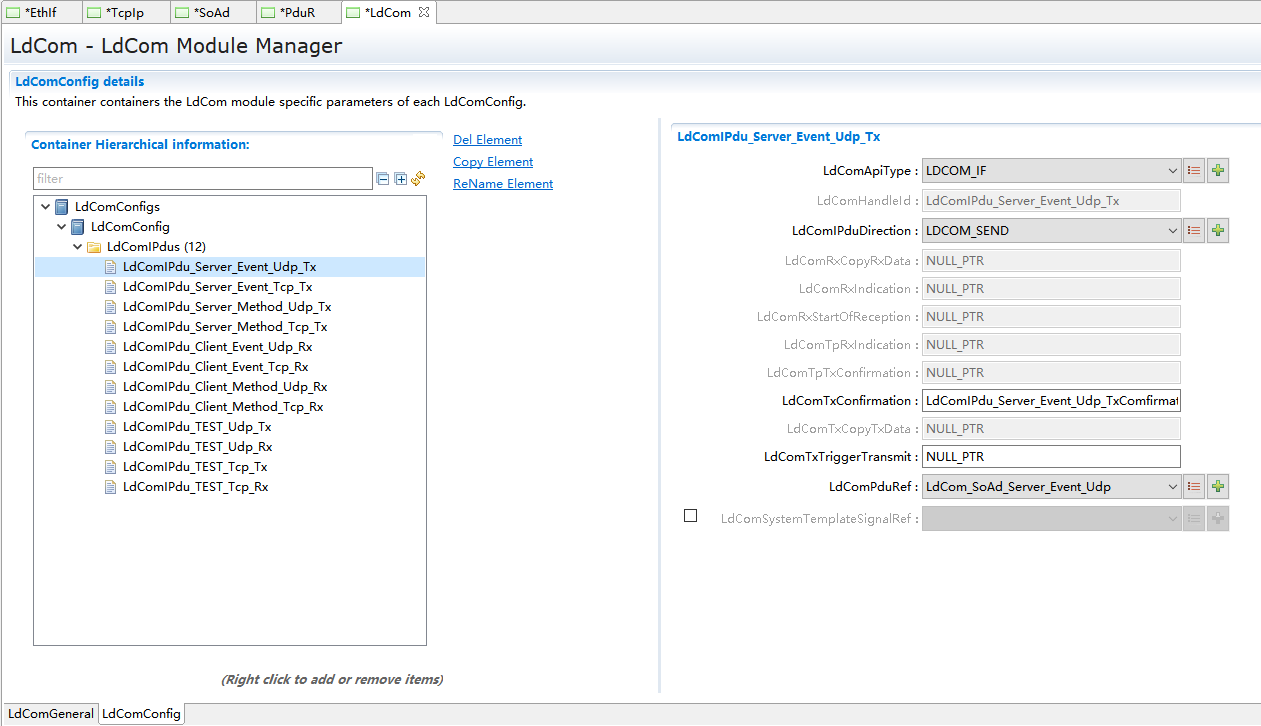 *EthIf *TcpIp *SoAd *PduR *LdCom
LdCom - LdCom Module Manager
LdComConfig details
This container containers the LdCom module specific parameters of each LdComConfig.
Container Hierarchical information:
filter
LdComConfigs
LdComConfig
LdComIPdus (12)
LdComIPdu_Server_Event_Udp_Tx
LdComIPdu_Server_Event_Tcp_Tx
LdComIPdu_Server_Method_Udp_Tx
LdComIPdu_Server_Method_Tcp_Tx
LdComIPdu_Client_Event_Udp_Rx
LdComIPdu_Client_Event_Tcp_Rx
LdComIPdu_Client_Method_Udp_Rx
LdComIPdu_Client_Method_Tcp_Rx
LdComIPdu_TEST_Udp_Tx
LdComIPdu_TEST_Udp_Rx
LdComIPdu_TEST_Tcp_Tx
LdComIPdu_TEST_Tcp_Rx
(Right click to add or remove items)
Del Element
Copy Element
ReName Element
LdComIPdu_Server_Event_Udp_Tx
LdComApiType : LDCOM_IF
LdComHandleId : LdComIPdu_Server_Event_Udp_Tx
LdComIPduDirection : LDCOM_SEND
LdComRxCopyRxData : NULL_PTR
LdComRxIndication : NULL_PTR
LdComRxStartOfReception : NULL_PTR
LdComTpRxIndication : NULL_PTR
LdComTpTxConfirmation : NULL_PTR
LdComTxConfirmation : LdComIPdu_Server_Event_Udp_TxComfirmat
LdComTxCopyTxData : NULL_PTR
LdComTxTriggerTransmit : NULL_PTR
LdComPduRef : LdCom_SoAd_Server_Event_Udp
LdComSystemTemplateSignalRef :
LdComGeneral LdComConfig